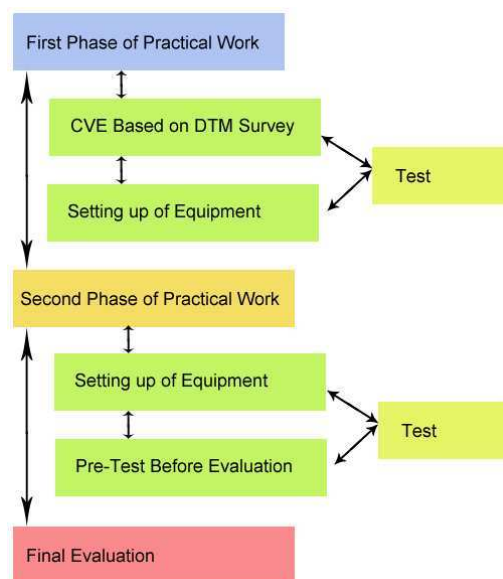 First Phase of Practical Work
CVE Based on DTM Survey
Test
Setting up of Equipment
Second Phase of Practical Work
Setting up of Equipment
Test
Pre-Test Before Evaluation
Final Evaluation